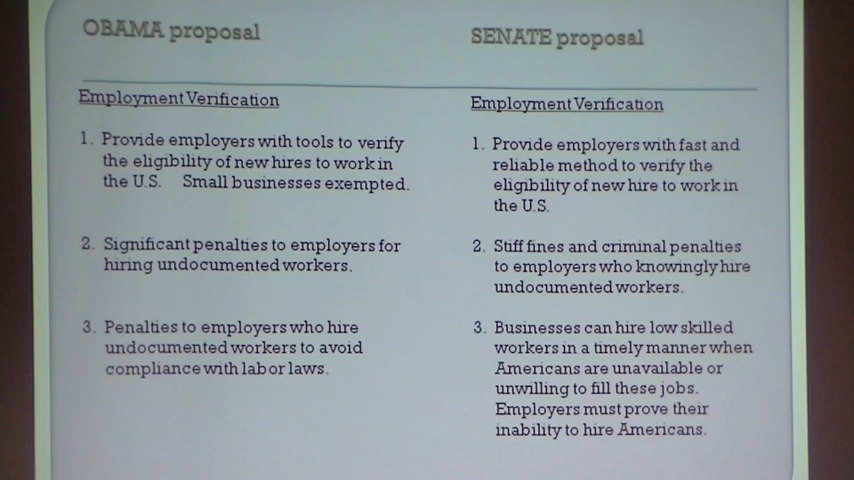 OBAMA proposal
Employment Verification
1. Provide employers with tools to verify
the eligibility of new hires to work in
the U.S. Small businesses exempted.
2. Significant penalties to employers for
hiring undocumented workers.
3. Penalties to employers who hire
undocumented workers to avoid
compliance with labor laws.
SENATE proposal
Employment Verification
1. Provide employers with fast and
reliable method to verify the
eligibility of new hire to work in
the U.S.
2. Stiff fines and criminal penalties
to employers who knowingly hire
undocumented workers.
3. Businesses can hire low skilled
workers in a timely manner when
Americans are unavailable or
unwilling to fill these jobs.
Employers must prove their
inability to hire Americans.